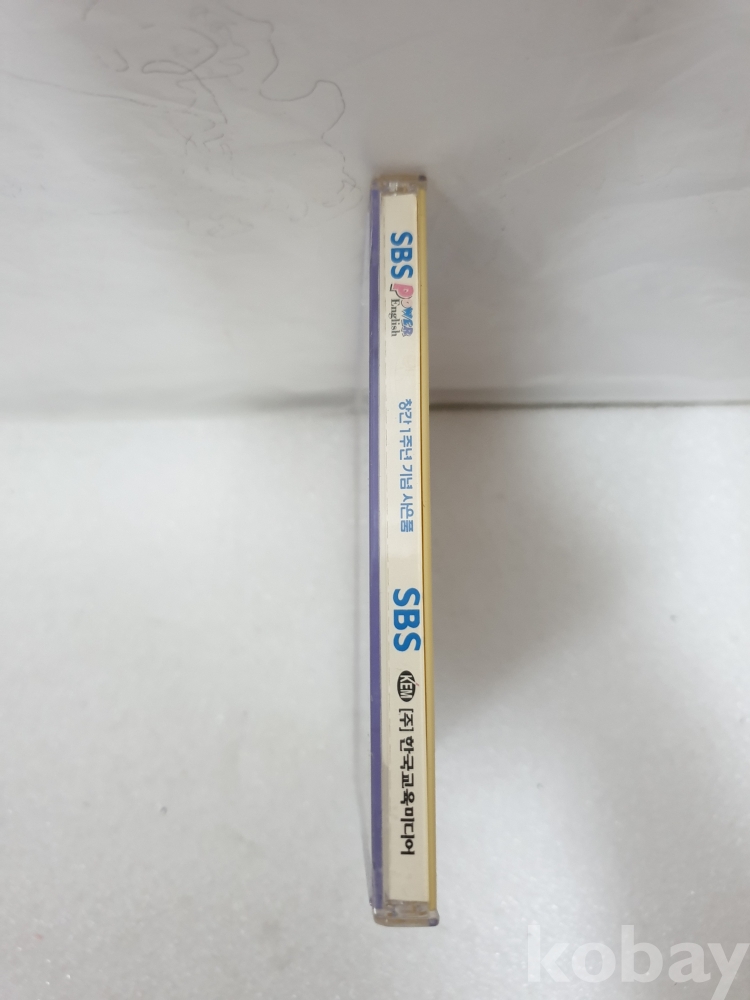 SBS POWER
English
창간 1주년 기념 사은품
SBS
KEM [주] 한국교육미디어
kobay